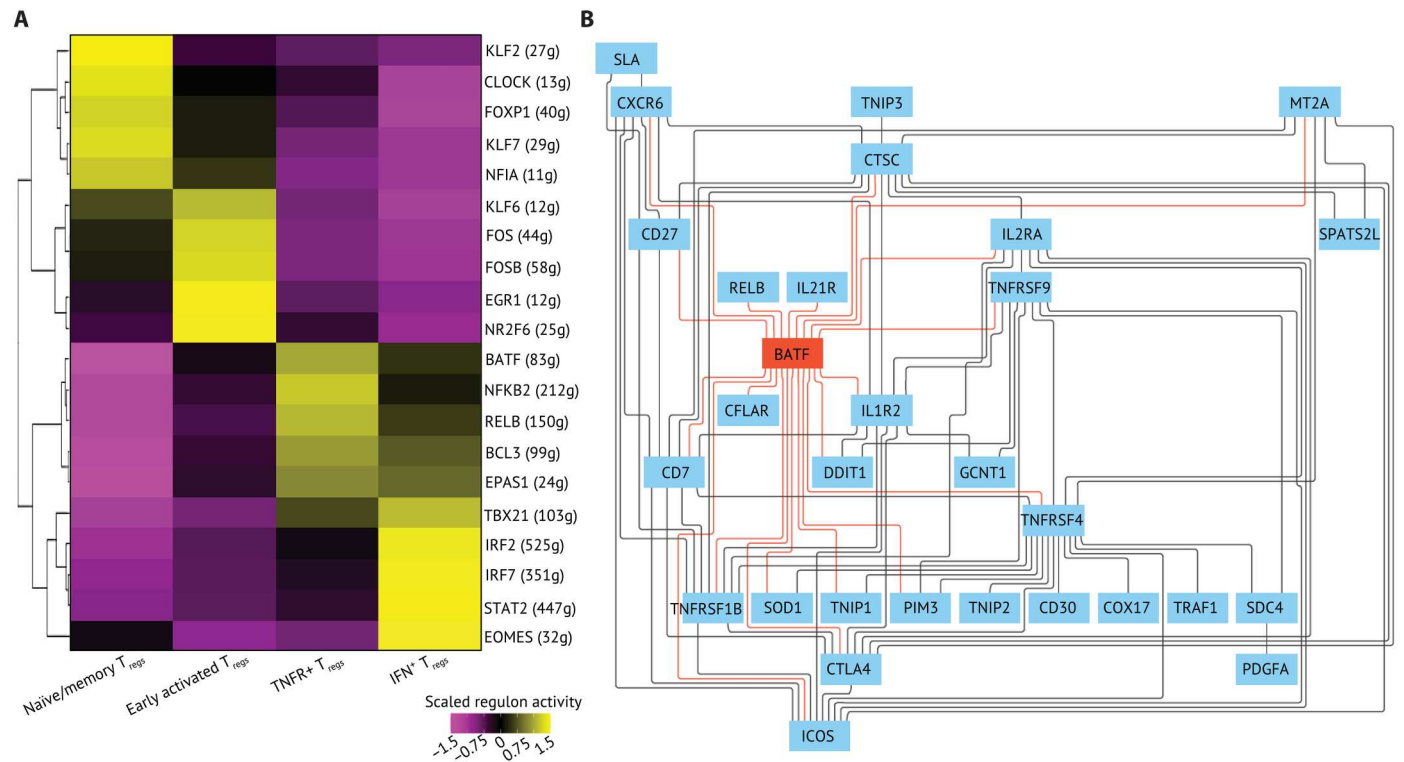 A
KLF2 (27g)
CLOCK (13g)
FOXP1 (40g)
KLF7 (29g)
NFIA (11g)
KLF6 (12g)
FOS (44g)
FOSB (58g)
EGR1 (12g)
NR2F6 (25g)
BATF (83g)
NFKB2 (212g)
RELB (150g)
BCL3 (99g)
EPAS1 (24g)
TBX21 (103g)
IRF2 (525g)
IRF7 (351g)
STAT2 (447g)
EOMES (32g)
Naïve/memory Tregs
Early activated Tregs
TNFR+ Tregs
IFN+ Tregs
Scaled regulon activity
−1.5 −0.75 0 0.75 1.5
B
SLA
CXCR6 TNIP3 MT2A
CTSC
CD27 IL2RA SPATS2L
RELB IL21R TNFRSF9
BATF
CFLAR IL1R2
CD7 DDIT1 GCNT1
TNFRSF4
TNFRSF1B SOD1 TNIP1 PIM3 TNIP2 CD30 COX17 TRAF1 SDC4
CTLA4 PDGFA
ICOS